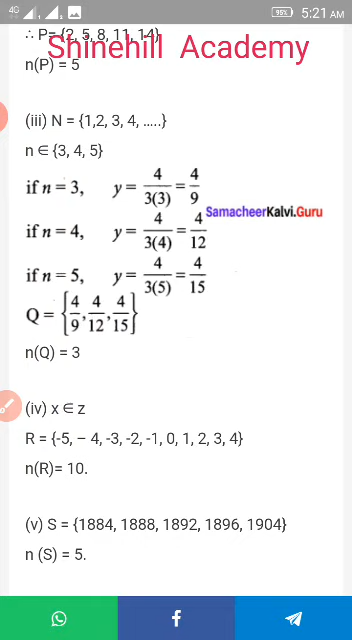 4G 95% 5:21 AM
∴ P= {2, 5, 8, 11, 14}
Shinehill Academy
n(P) = 5
(iii) N = {1,2, 3, 4, .....}
n ∈ {3, 4, 5}
if n = 3, y = 4/3(3) = 4/9
SamacheerKalvi.Guru
if n = 4, y = 4/3(4) = 4/12
if n = 5, y = 4/3(5) = 4/15
Q = {4/9, 4/12, 4/15}
n(Q) = 3
(iv) x ∈ z
R = {-5, – 4, -3, -2, -1, 0, 1, 2, 3, 4}
n(R)= 10.
(v) S = {1884, 1888, 1892, 1896, 1904}
n (S) = 5.
f